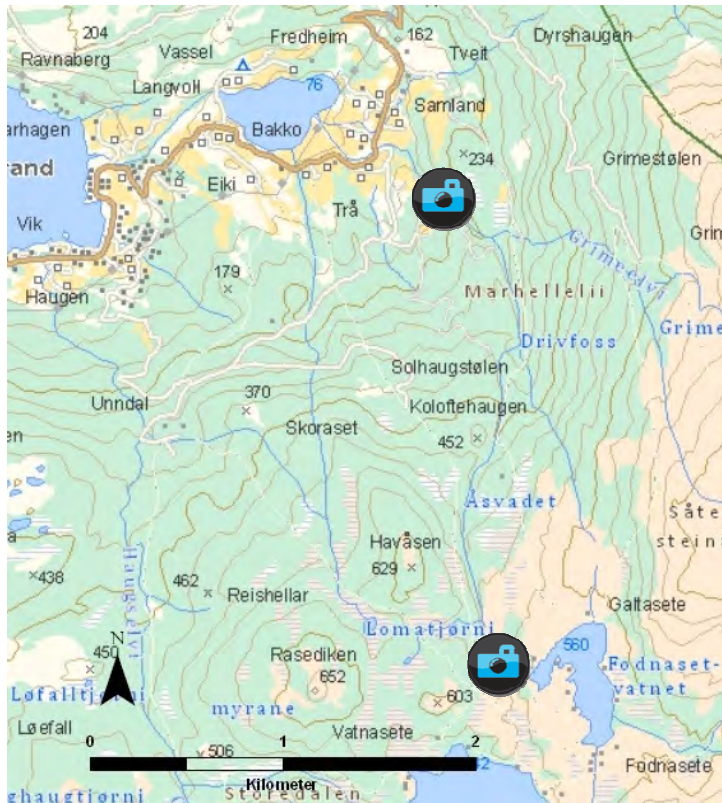 204
Vassel
Fredheim
162
Dyrshaugen
Ravnaberg
Tveit
Langvoll
76
Samland
arhagen
Bakko
234
Grimestølen
rand
Eiki
Trå
Vik
Grim
Grimeelvi
179
Marhellelii
Haugen
Grime
Drivfoss
Solhaugstølen
Unndal
370
Koloftehaugen
Skoraset
452
en
Åsvadet
Såte
steina
a
Havåsen
438
629
Haugselvi
462
Reishellar
Galtasete
Lomatjørni
N
450
Rasediken
560
Fodnaset-
vatnet
Løfalltjørni
652
603
myrane
Løefall
Vatnasete
506
0
1
2
Fodnasete
Kilometer
Storedalen
ghaugtjørni